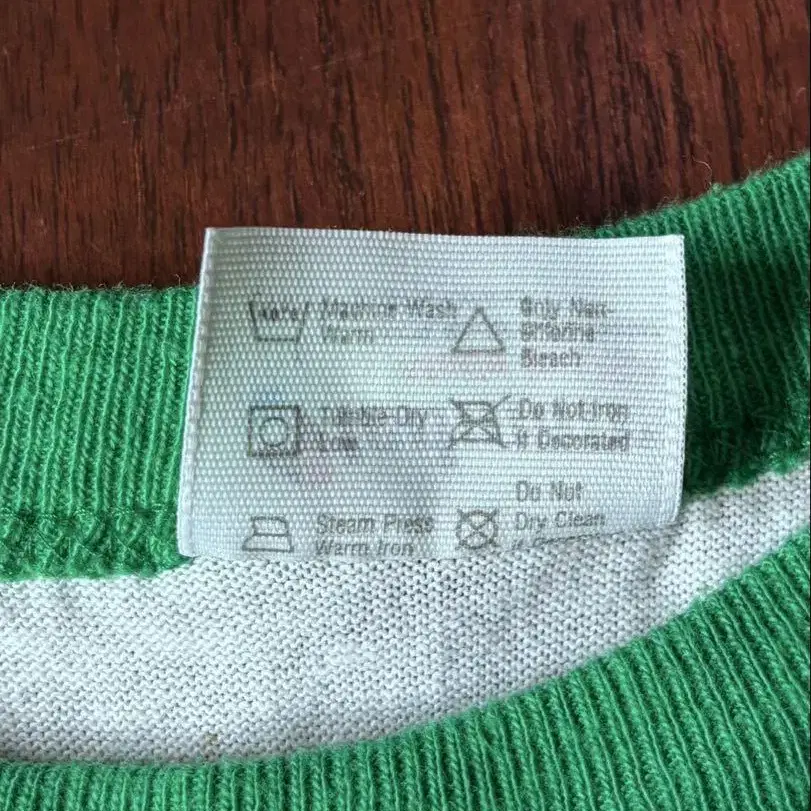 Machine Wash
Warm
Only Non-
Chlorine
Bleach
Tumble Dry
Low
Do Not Iron
If Decorated
Steam Press
Warm Iron
Do Not
Dry Clean